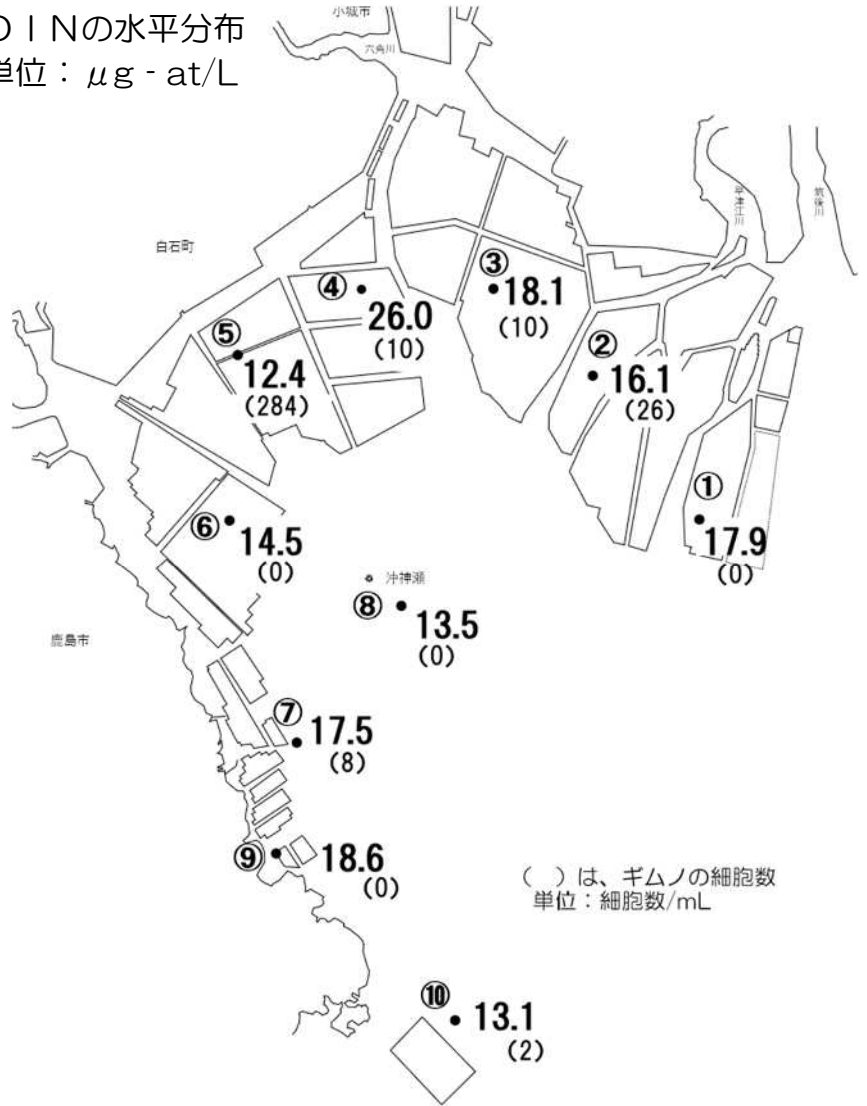 ＤＩＮの水平分布
単位：μg - at/L
小城市
六角川
早津江川
筑後川
白石町
③
18.1
(10)
④
26.0
(10)
⑤
12.4
(284)
②
16.1
(26)
①
17.9
(0)
⑥
14.5
(0)
沖神瀬
⑧
13.5
(0)
鹿島市
⑦
17.5
(8)
⑨
18.6
(0)
（　）は、ギムノの細胞数
単位：細胞数/mL
⑩
13.1
(2)